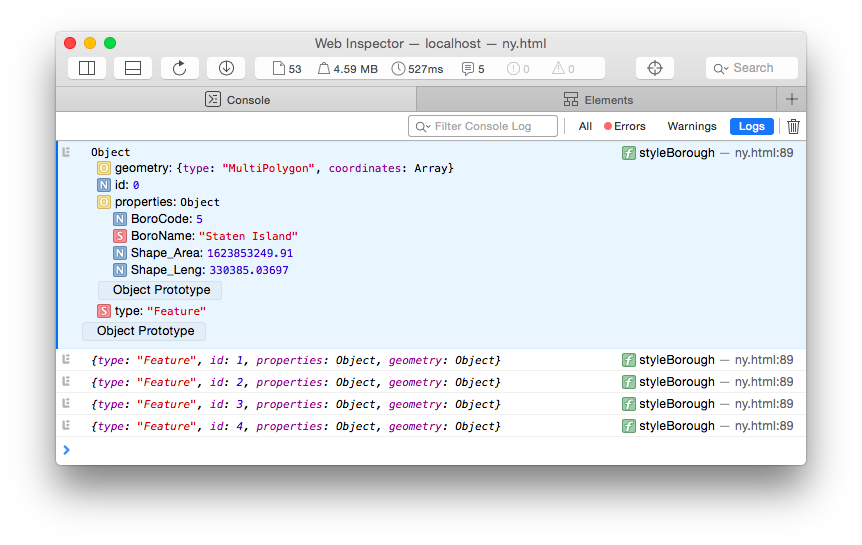 Web Inspector — localhost — ny.html
53 4.59 MB 527ms 5 0 0 Search
Console Elements +
Filter Console Log All Errors Warnings Logs
Object f styleBorough — ny.html:89
O geometry: {type: "MultiPolygon", coordinates: Array}
N id: 0
O properties: Object
N BoroCode: 5
S BoroName: "Staten Island"
N Shape_Area: 1623853249.91
N Shape_Leng: 330385.03697
Object Prototype
S type: "Feature"
Object Prototype
{type: "Feature", id: 1, properties: Object, geometry: Object} f styleBorough — ny.html:89
{type: "Feature", id: 2, properties: Object, geometry: Object} f styleBorough — ny.html:89
{type: "Feature", id: 3, properties: Object, geometry: Object} f styleBorough — ny.html:89
{type: "Feature", id: 4, properties: Object, geometry: Object} f styleBorough — ny.html:89